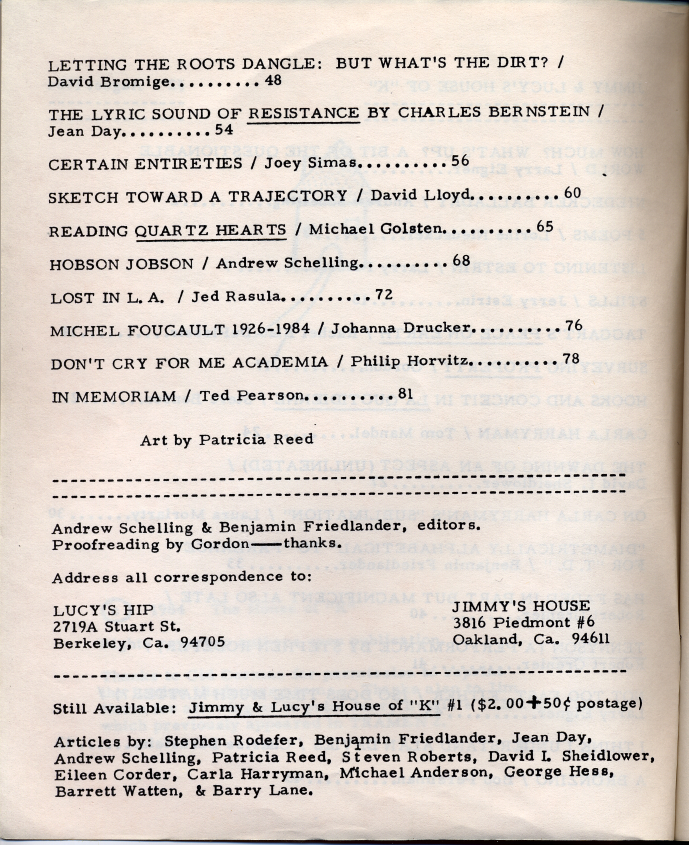 LETTING THE ROOTS DANGLE: BUT WHAT'S THE DIRT? /
David Bromige..........48
THE LYRIC SOUND OF RESISTANCE BY CHARLES BERNSTEIN /
Jean Day..........54
CERTAIN ENTIRETIES / Joey Simas..........56
SKETCH TOWARD A TRAJECTORY / David Lloyd..........60
READING QUARTZ HEARTS / Michael Golsten..........65
HOBSON JOBSON / Andrew Schelling..........68
LOST IN L.A. / Jed Rasula..........72
MICHEL FOUCAULT 1926-1984 / Johanna Drucker..........76
DON'T CRY FOR ME ACADEMIA / Philip Horvitz..........78
IN MEMORIAM / Ted Pearson..........81
Art by Patricia Reed
Andrew Schelling & Benjamin Friedlander, editors.
Proofreading by Gordon—thanks.
Address all correspondence to:
LUCY'S HIP JIMMY'S HOUSE
2719A Stuart St. 3816 Piedmont #6
Berkeley, Ca. 94705 Oakland, Ca. 94611
Still Available: Jimmy & Lucy's House of "K" #1 ($2.00+50¢ postage)
Articles by: Stephen Rodefer, Benjamin Friedlander, Jean Day,
Andrew Schelling, Patricia Reed, Steven Roberts, David I. Sheidlower,
Eileen Corder, Carla Harryman, Michael Anderson, George Hess,
Barrett Watten, & Barry Lane.